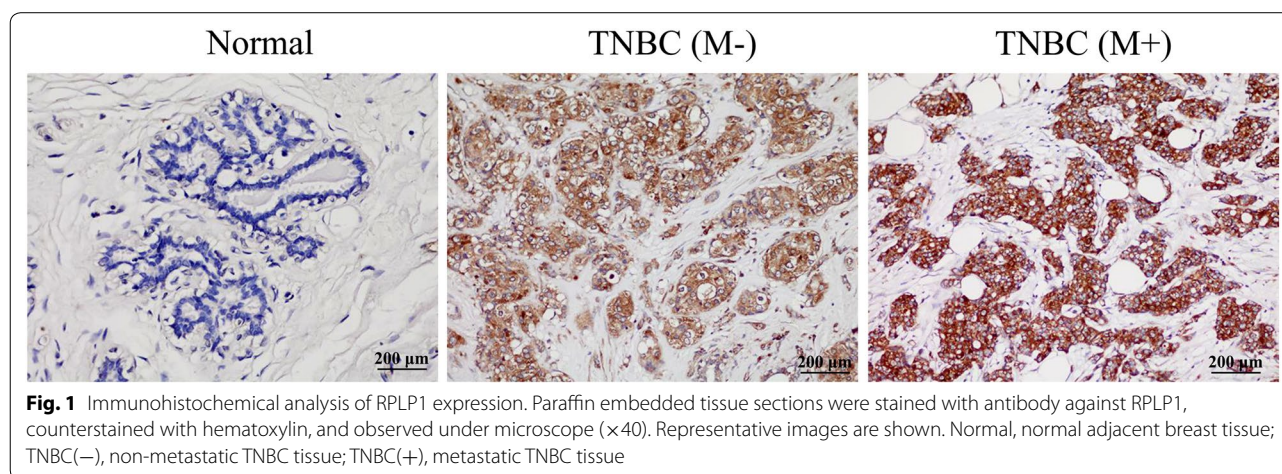 Normal
TNBC (M-)
TNBC (M+)
200 µm
200 µm
200 µm
Fig. 1 Immunohistochemical analysis of RPLP1 expression. Paraffin embedded tissue sections were stained with antibody against RPLP1,
counterstained with hematoxylin, and observed under microscope (×40). Representative images are shown. Normal, normal adjacent breast tissue;
TNBC(−), non-metastatic TNBC tissue; TNBC(+), metastatic TNBC tissue